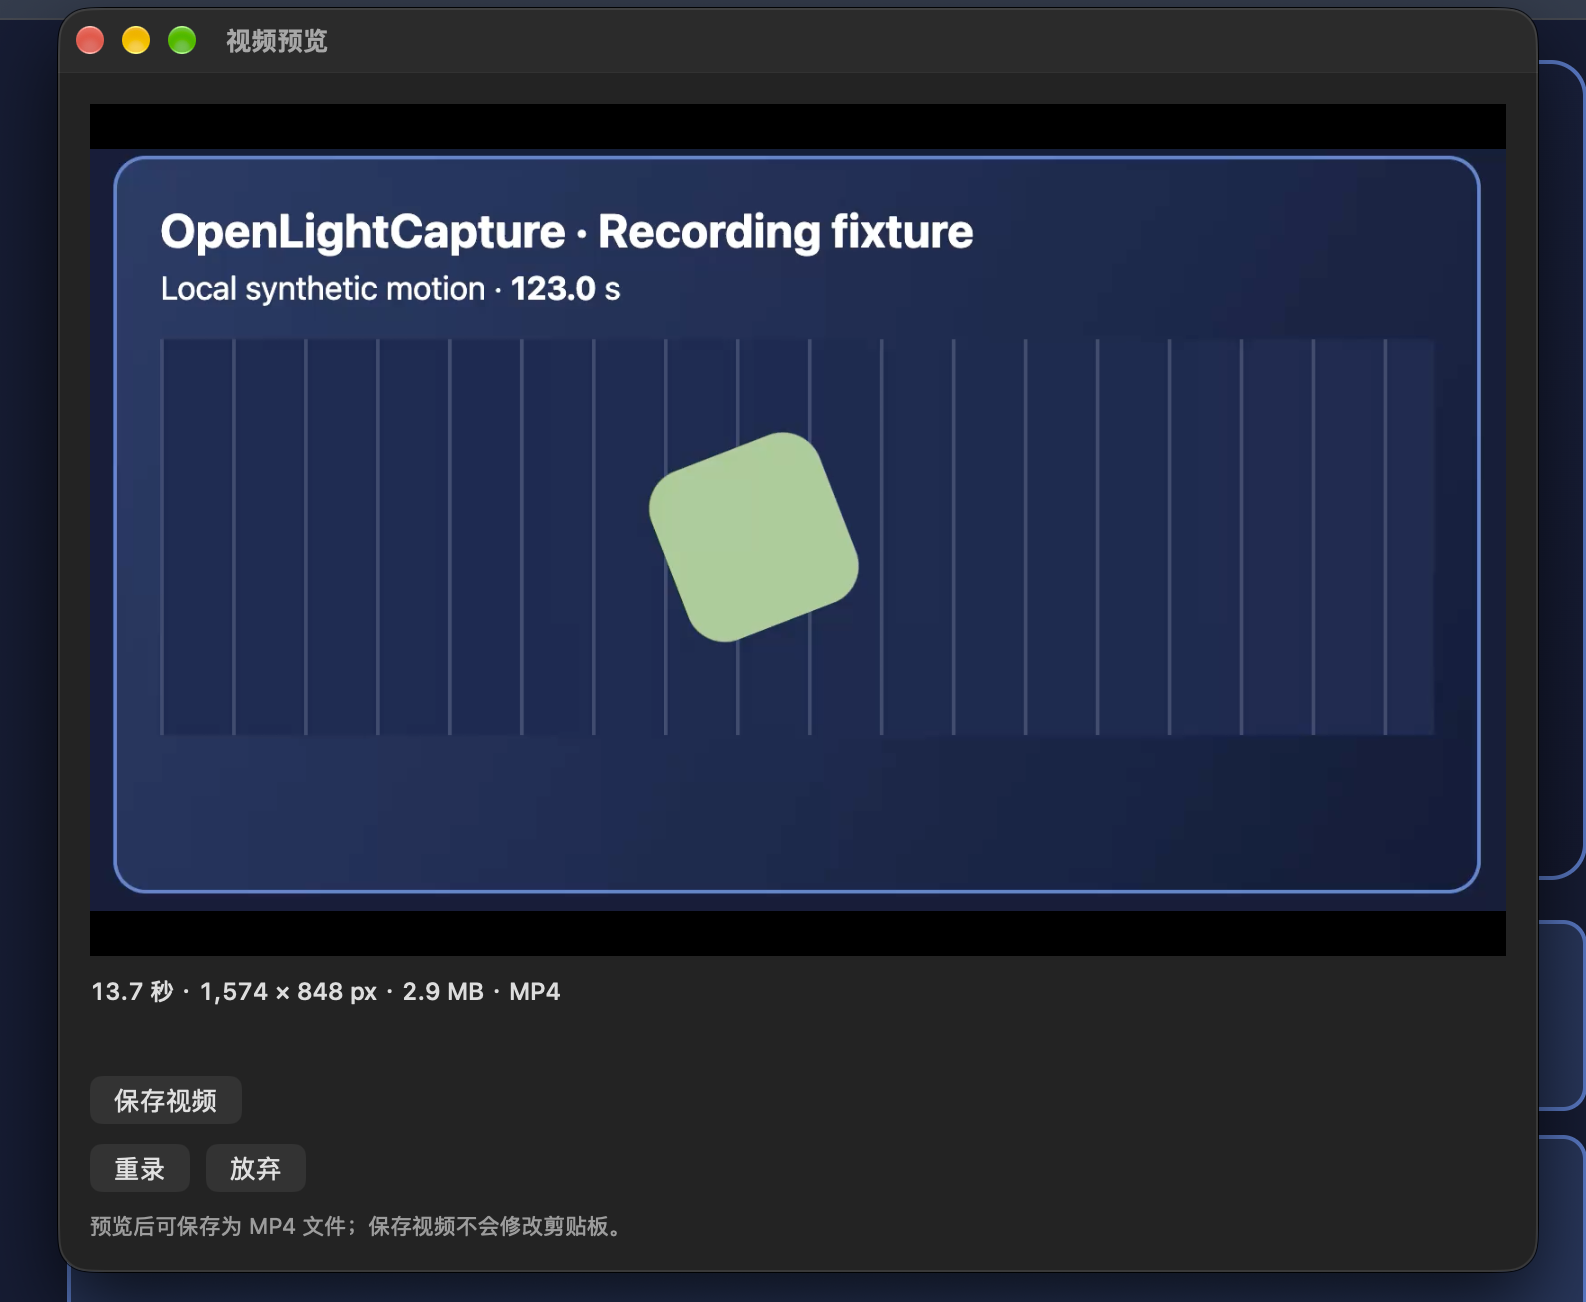 视频预览
OpenLightCapture · Recording fixture
Local synthetic motion · 123.0 s
13.7 秒 · 1,574 × 848 px · 2.9 MB · MP4
保存视频
重录 放弃
预览后可保存为 MP4 文件；保存视频不会修改剪贴板。